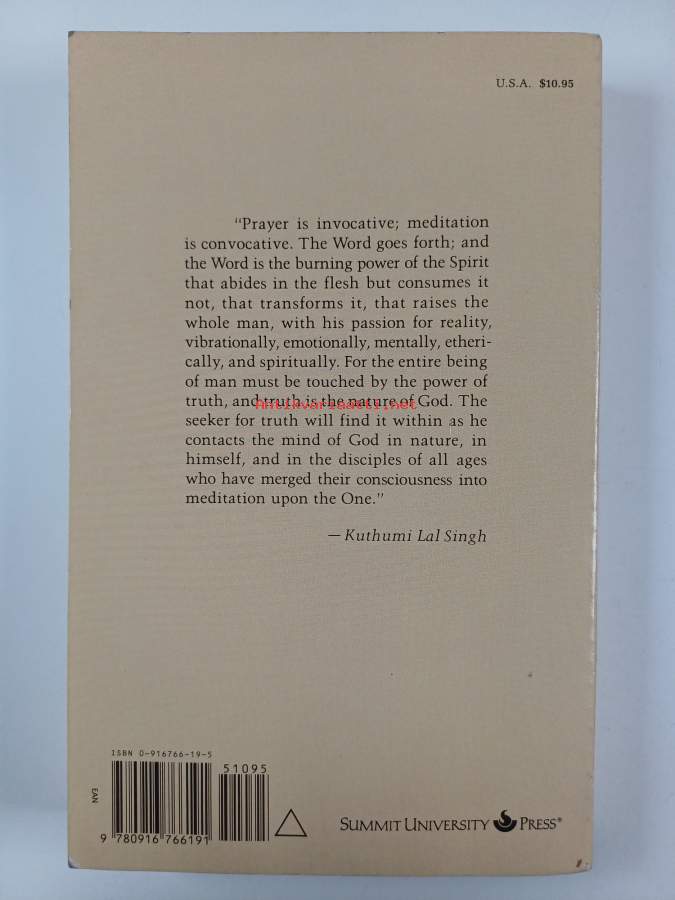 U.S.A. $10.95
“Prayer is invocative; meditation
is convocative. The Word goes forth; and
the Word is the burning power of the Spirit
that abides in the flesh but consumes it
not, that transforms it, that raises the
whole man, with his passion for reality,
vibrationally, emotionally, mentally, etheri-
cally, and spiritually. For the entire being
of man must be touched by the power of
truth, and truth is the nature of God. The
Antikvariaatti.net
seeker for truth will find it within as he
contacts the mind of God in nature, in
himself, and in the disciples of all ages
who have merged their consciousness into
meditation upon the One.”
— Kuthumi Lal Singh
ISBN 0-916766-19-5
51095
EAN
9 780916 766191
SUMMIT UNIVERSITY PRESS®